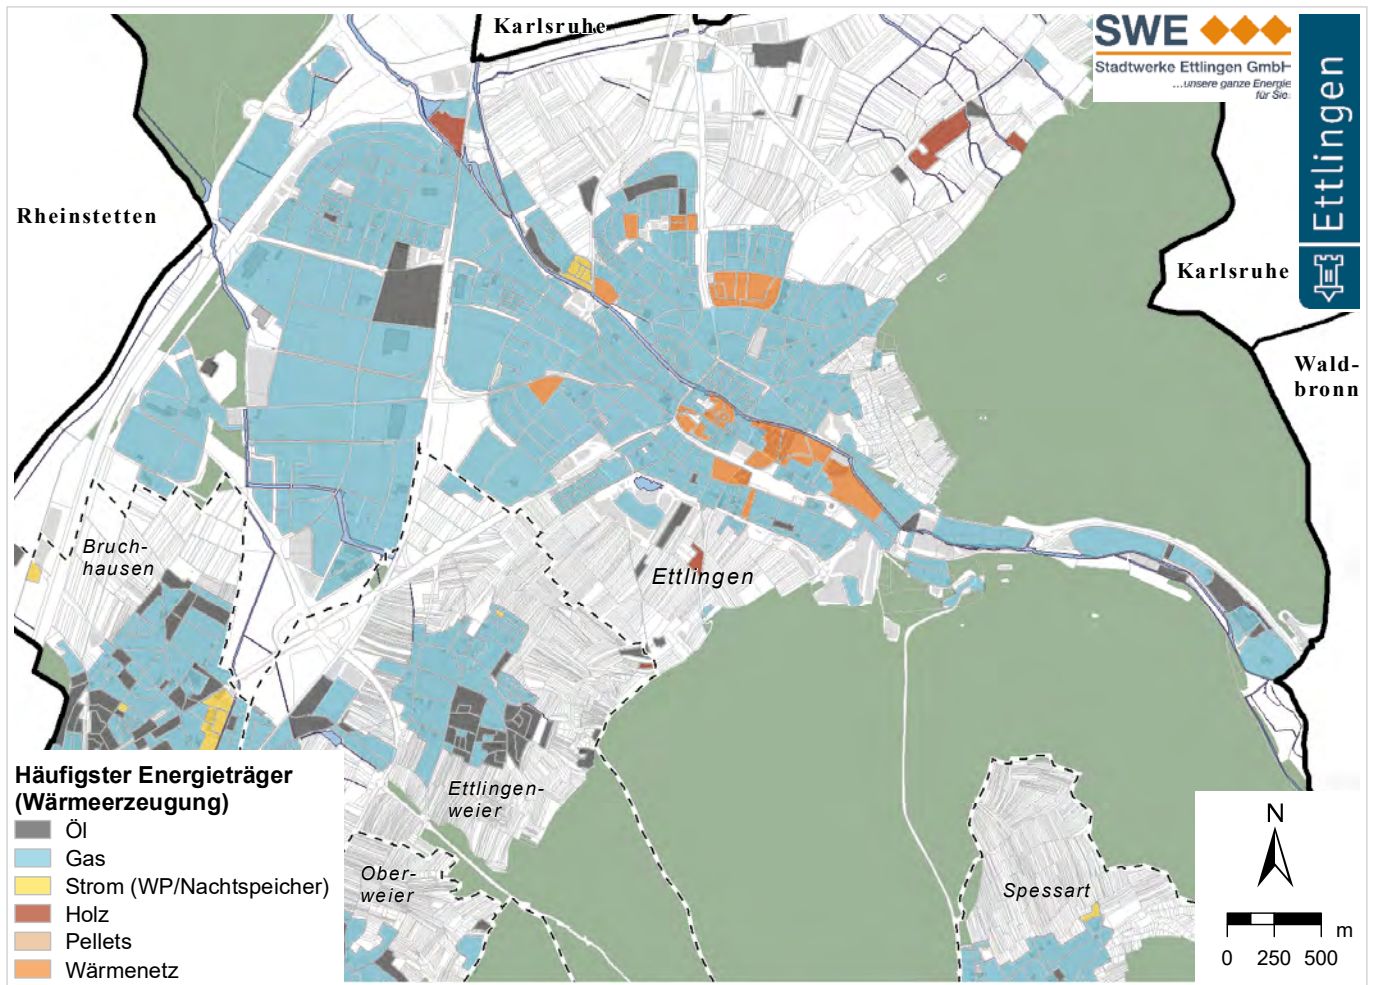 Karlsruhe
SWE
Stadtwerke Ettlingen GmbH
...unsere ganze Energie
für Sie.
Ettlingen
Rheinstetten
Karlsruhe
Wald-
bronn
Bruch-
hausen
Ettlingen
Ettlingen-
weier
Ober-
weier
Spessart
Häufigster Energieträger
(Wärmeerzeugung)
Öl
Gas
Strom (WP/Nachtspeicher)
Holz
Pellets
Wärmenetz
N
m
0 250 500